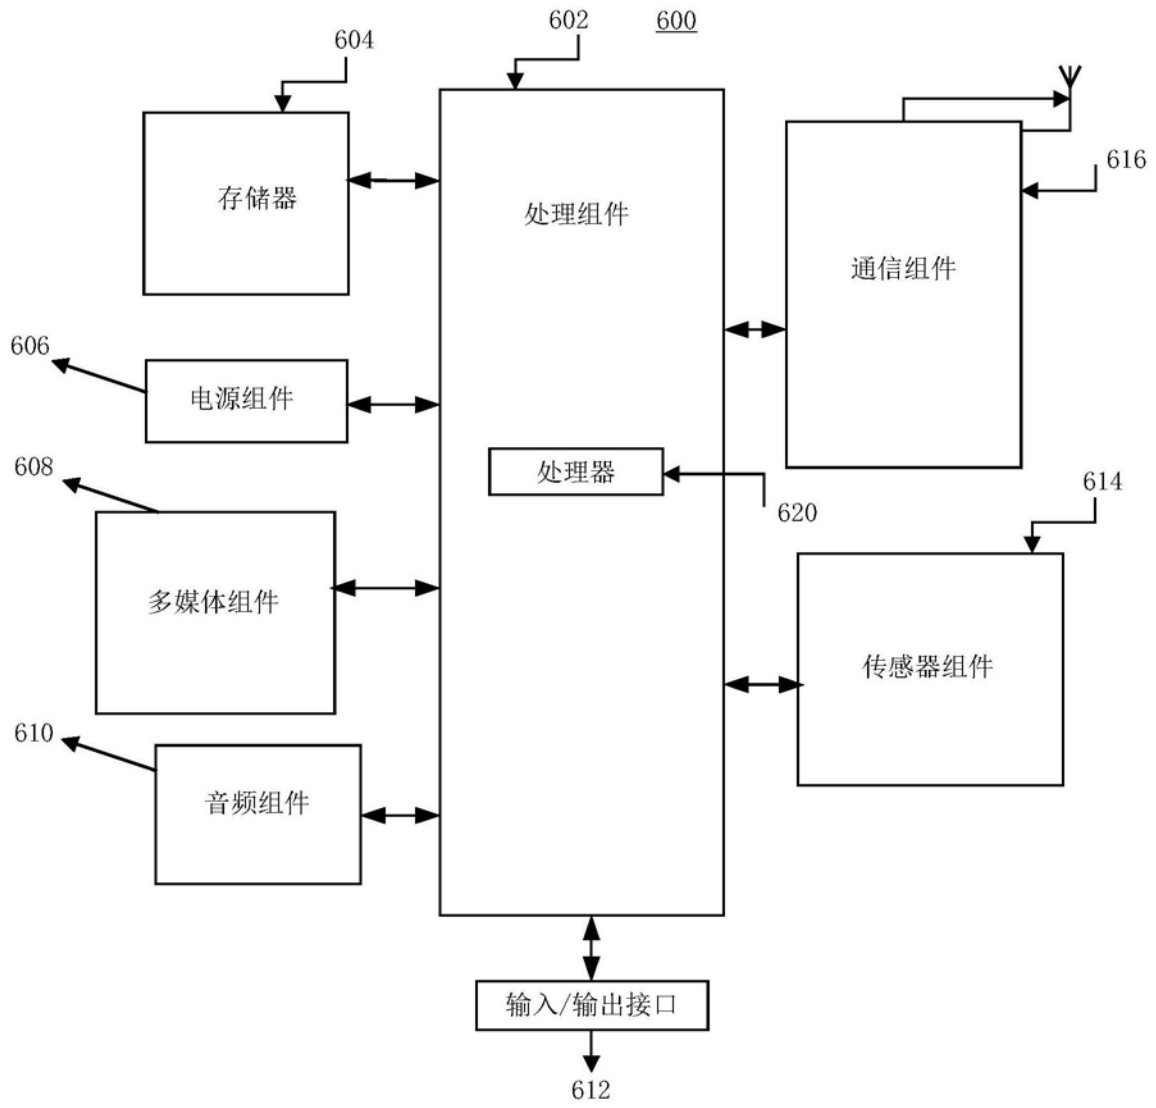 602
600
604
616
存储器
处理组件
通信组件
606
电源组件
608
处理器
614
620
多媒体组件
传感器组件
610
音频组件
输入/输出接口
612